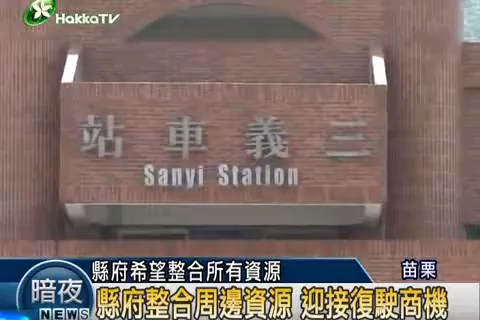 HakkaTV
站車義三
Sanyi Station
縣府希望整合所有資源
苗栗
暗夜
NEWS
縣府整合周邊資源 迎接復駛商機